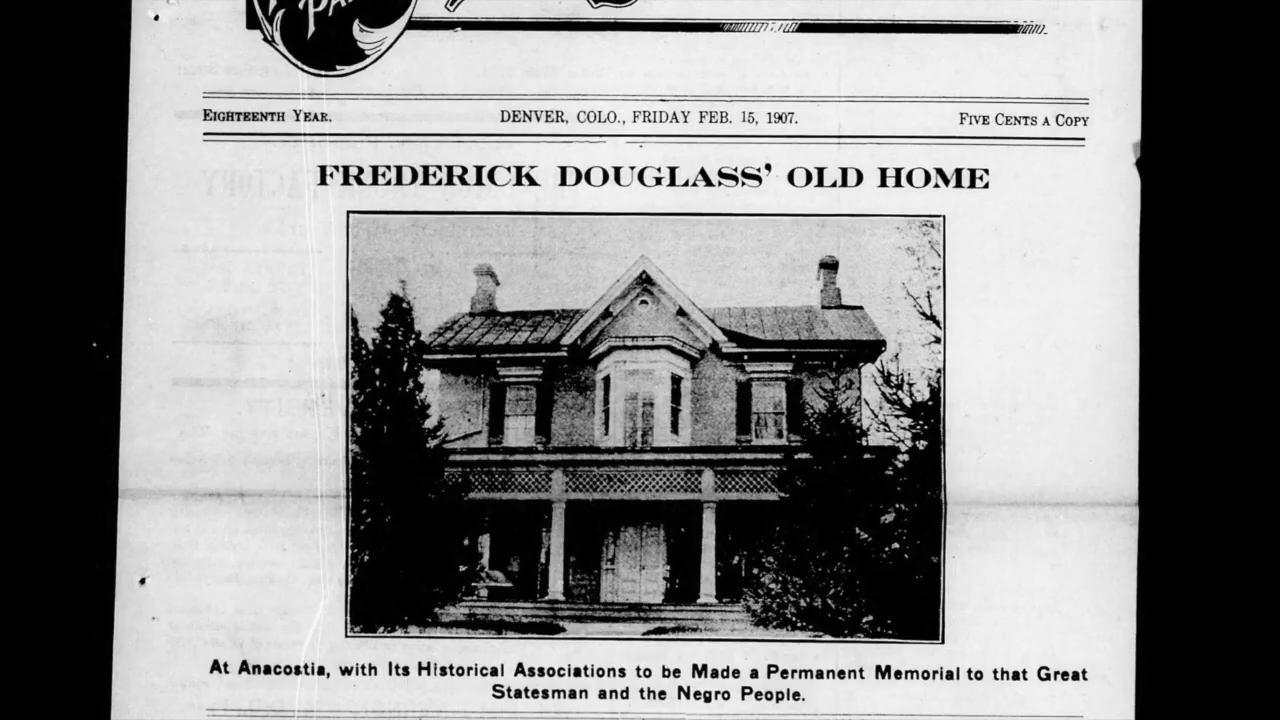 EIGHTEENTH YEAR.
DENVER, COLO., FRIDAY FEB. 15, 1907.
FIVE CENTS A COPY
FREDERICK DOUGLASS' OLD HOME
At Anacostia, with Its Historical Associations to be Made a Permanent Memorial to that Great
Statesman and the Negro People.